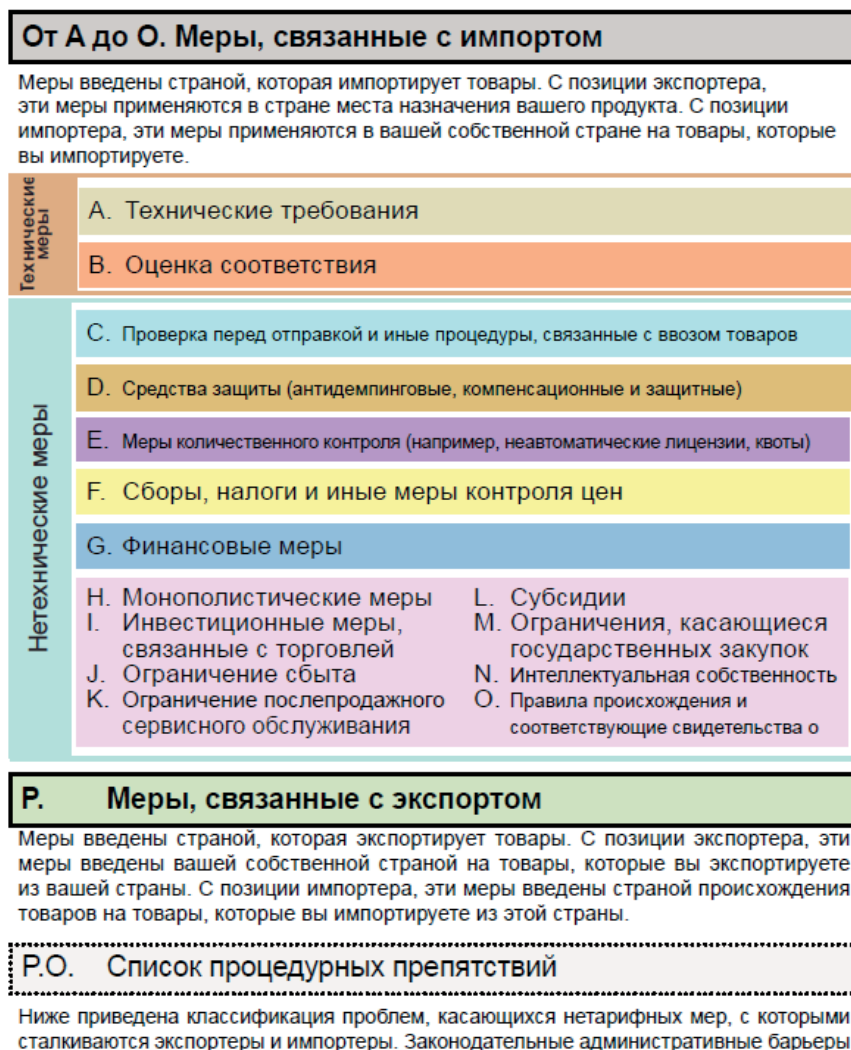 От А до О. Меры, связанные с импортом
Меры введены страной, которая импортирует товары. С позиции экспортера,
эти меры применяются в стране места назначения вашего продукта. С позиции
импортера, эти меры применяются в вашей собственной стране на товары, которые
вы импортируете.
Технические
меры
A. Технические требования
B. Оценка соответствия
Нетехнические меры
C. Проверка перед отправкой и иные процедуры, связанные с ввозом товаров
D. Средства защиты (антидемпинговые, компенсационные и защитные)
E. Меры количественного контроля (например, неавтоматические лицензии, квоты)
F. Сборы, налоги и иные меры контроля цен
G. Финансовые меры
H. Монополистические меры
I. Инвестиционные меры,
связанные с торговлей
J. Ограничение сбыта
K. Ограничение послепродажного
сервисного обслуживания
L. Субсидии
M. Ограничения, касающиеся
государственных закупок
N. Интеллектуальная собственность
O. Правила происхождения и
соответствующие свидетельства о
P. Меры, связанные с экспортом
Меры введены страной, которая экспортирует товары. С позиции экспортера, эти
меры введены вашей собственной страной на товары, которые вы экспортируете
из вашей страны. С позиции импортера, эти меры введены страной происхождения
товаров на товары, которые вы импортируете из этой страны.
P.O. Список процедурных препятствий
Ниже приведена классификация проблем, касающихся нетарифных мер, с которыми
сталкиваются экспортеры и импортеры. Законодательные административные барьеры